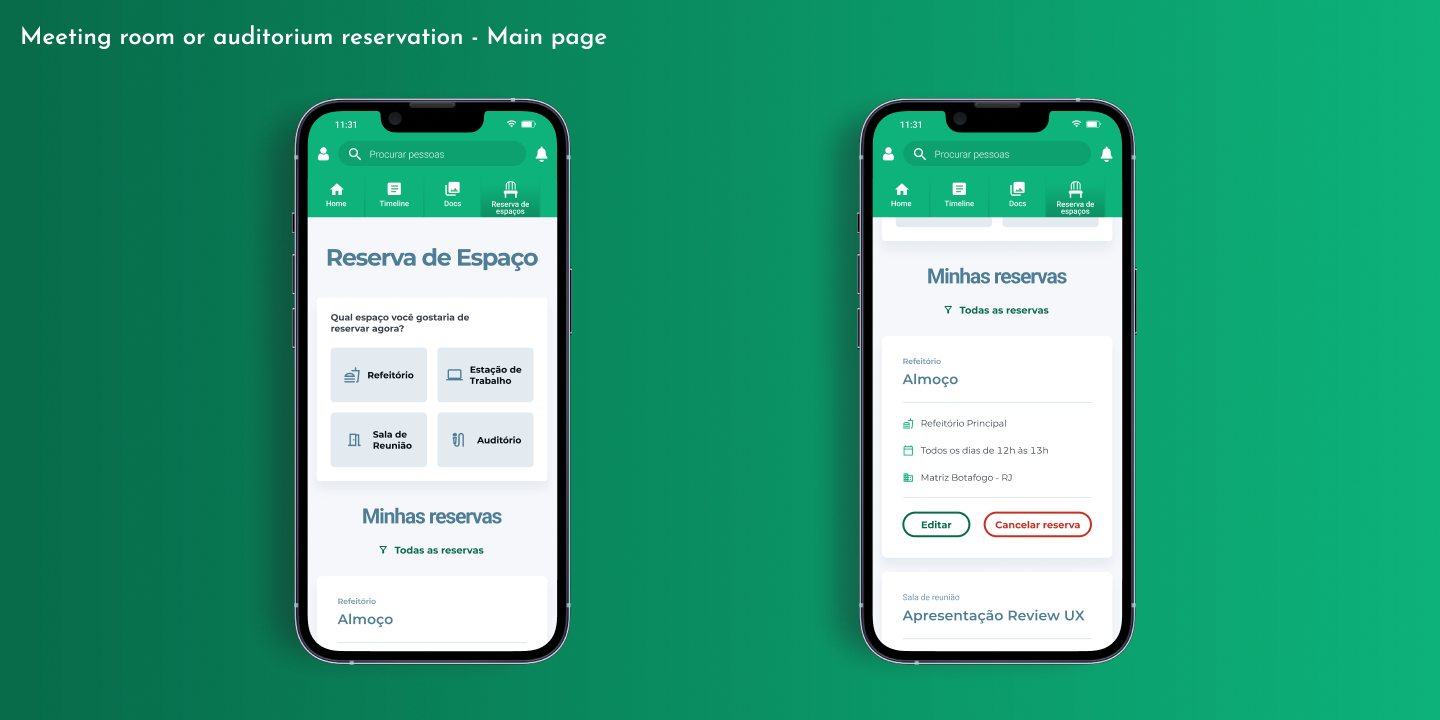 Meeting room or auditorium reservation - Main page
11:31
Procurar pessoas
Home
Timeline
Docs
Reserva de
espaços
Reserva de Espaço
Qual espaço você gostaria de
reservar agora?
Refeitório
Estação de
Trabalho
Sala de
Reunião
Auditório
Minhas reservas
Todas as reservas
Refeitório
Almoço
11:31
Procurar pessoas
Home
Timeline
Docs
Reserva de
espaços
Minhas reservas
Todas as reservas
Refeitório
Almoço
Refeitório Principal
Todos os dias de 12h às 13h
Matriz Botafogo - RJ
Editar
Cancelar reserva
Sala de reunião
Apresentação Review UX